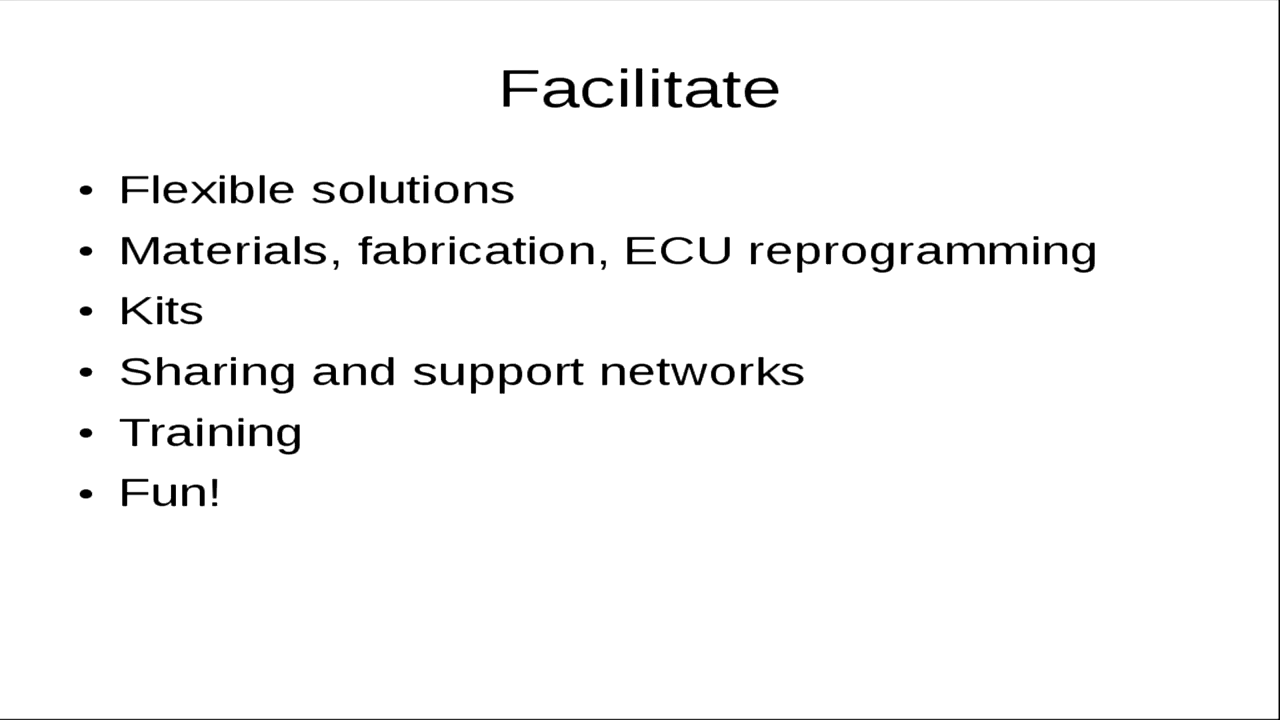 Facilitate
• Flexible solutions
• Materials, fabrication, ECU reprogramming
• Kits
• Sharing and support networks
• Training
• Fun!